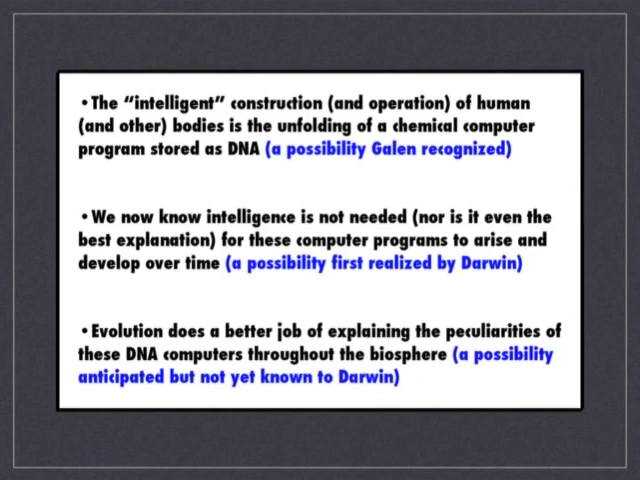 •The “intelligent” construction (and operation) of human
(and other) bodies is the unfolding of a chemical computer
program stored as DNA (a possibility Galen recognized)
•We now know intelligence is not needed (nor is it even the
best explanation) for these computer programs to arise and
develop over time (a possibility first realized by Darwin)
•Evolution does a better job of explaining the peculiarities of
these DNA computers throughout the biosphere (a possibility
anticipated but not yet known to Darwin)